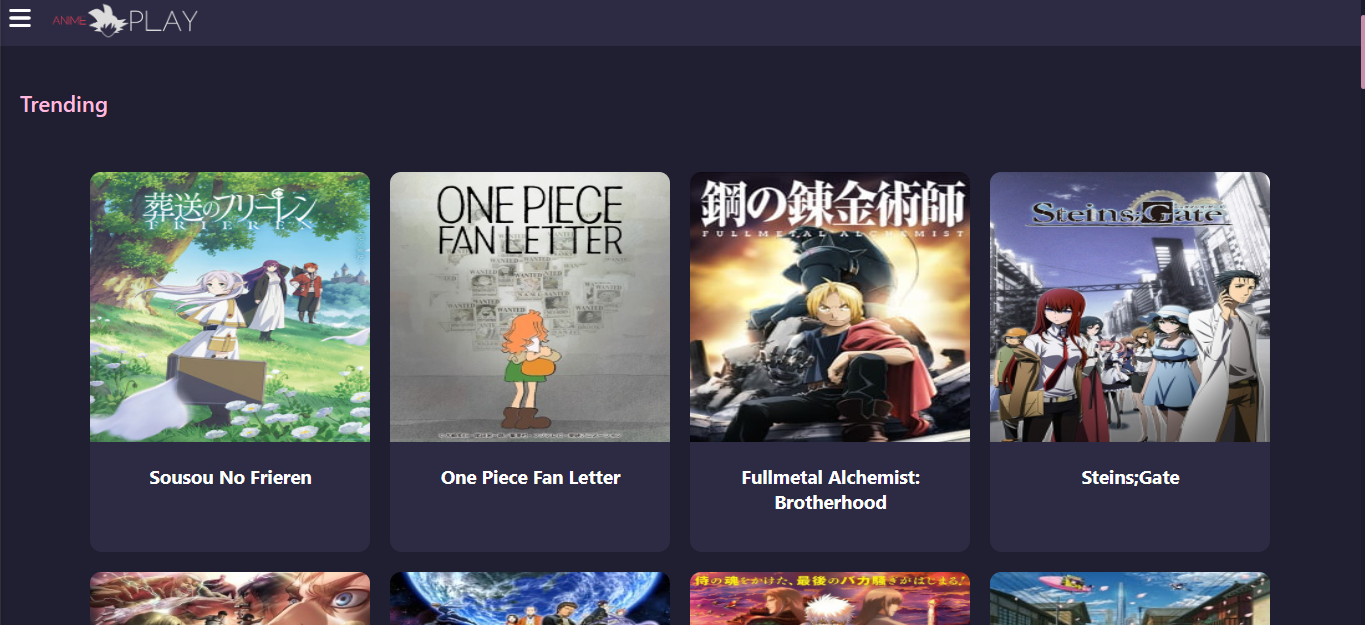 ANIME PLAY
Trending
葬送のフリーレン
FRIEREN
ONE PIECE
FAN LETTER
WANTED
鋼の錬金術師
FULLMETAL ALCHEMIST
Steins;Gate
Sousou No Frieren
One Piece Fan Letter
Fullmetal Alchemist:
Brotherhood
Steins;Gate
侍の魂をかけた、最後のバカ騒ぎがはじまる!